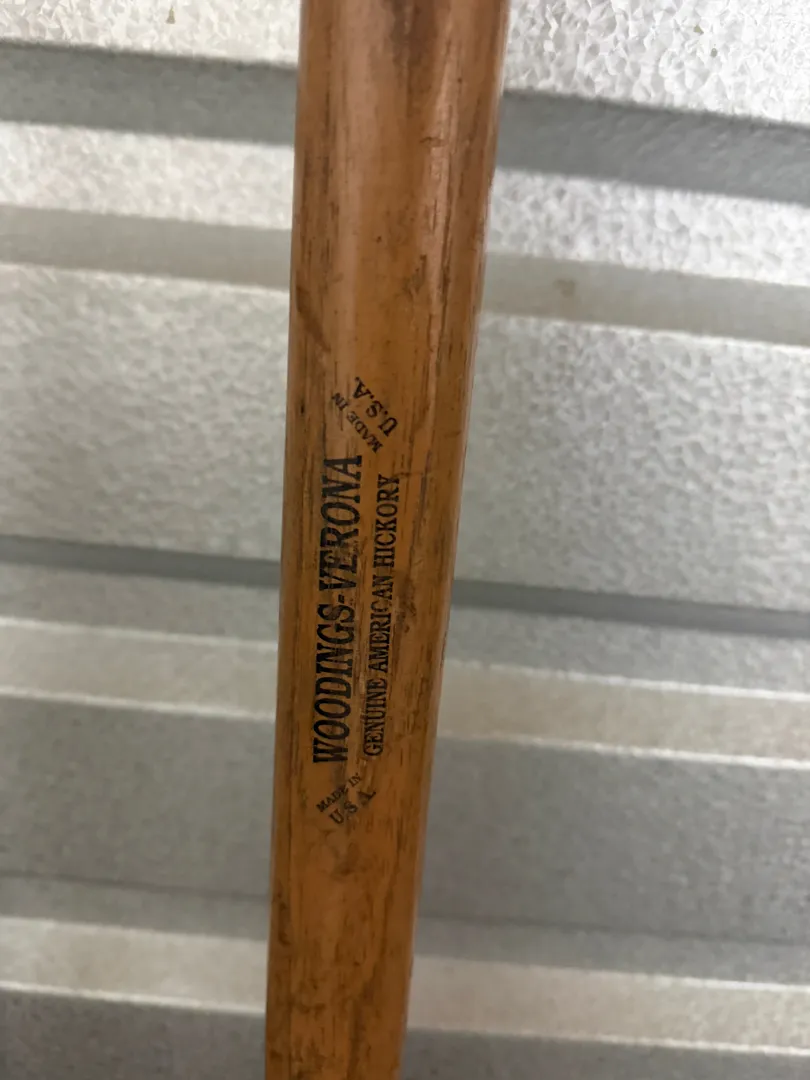 MADE IN
U.S.A.
WOODINGS-VERONA
GENUINE AMERICAN HICKORY
MADE IN
U.S.A.